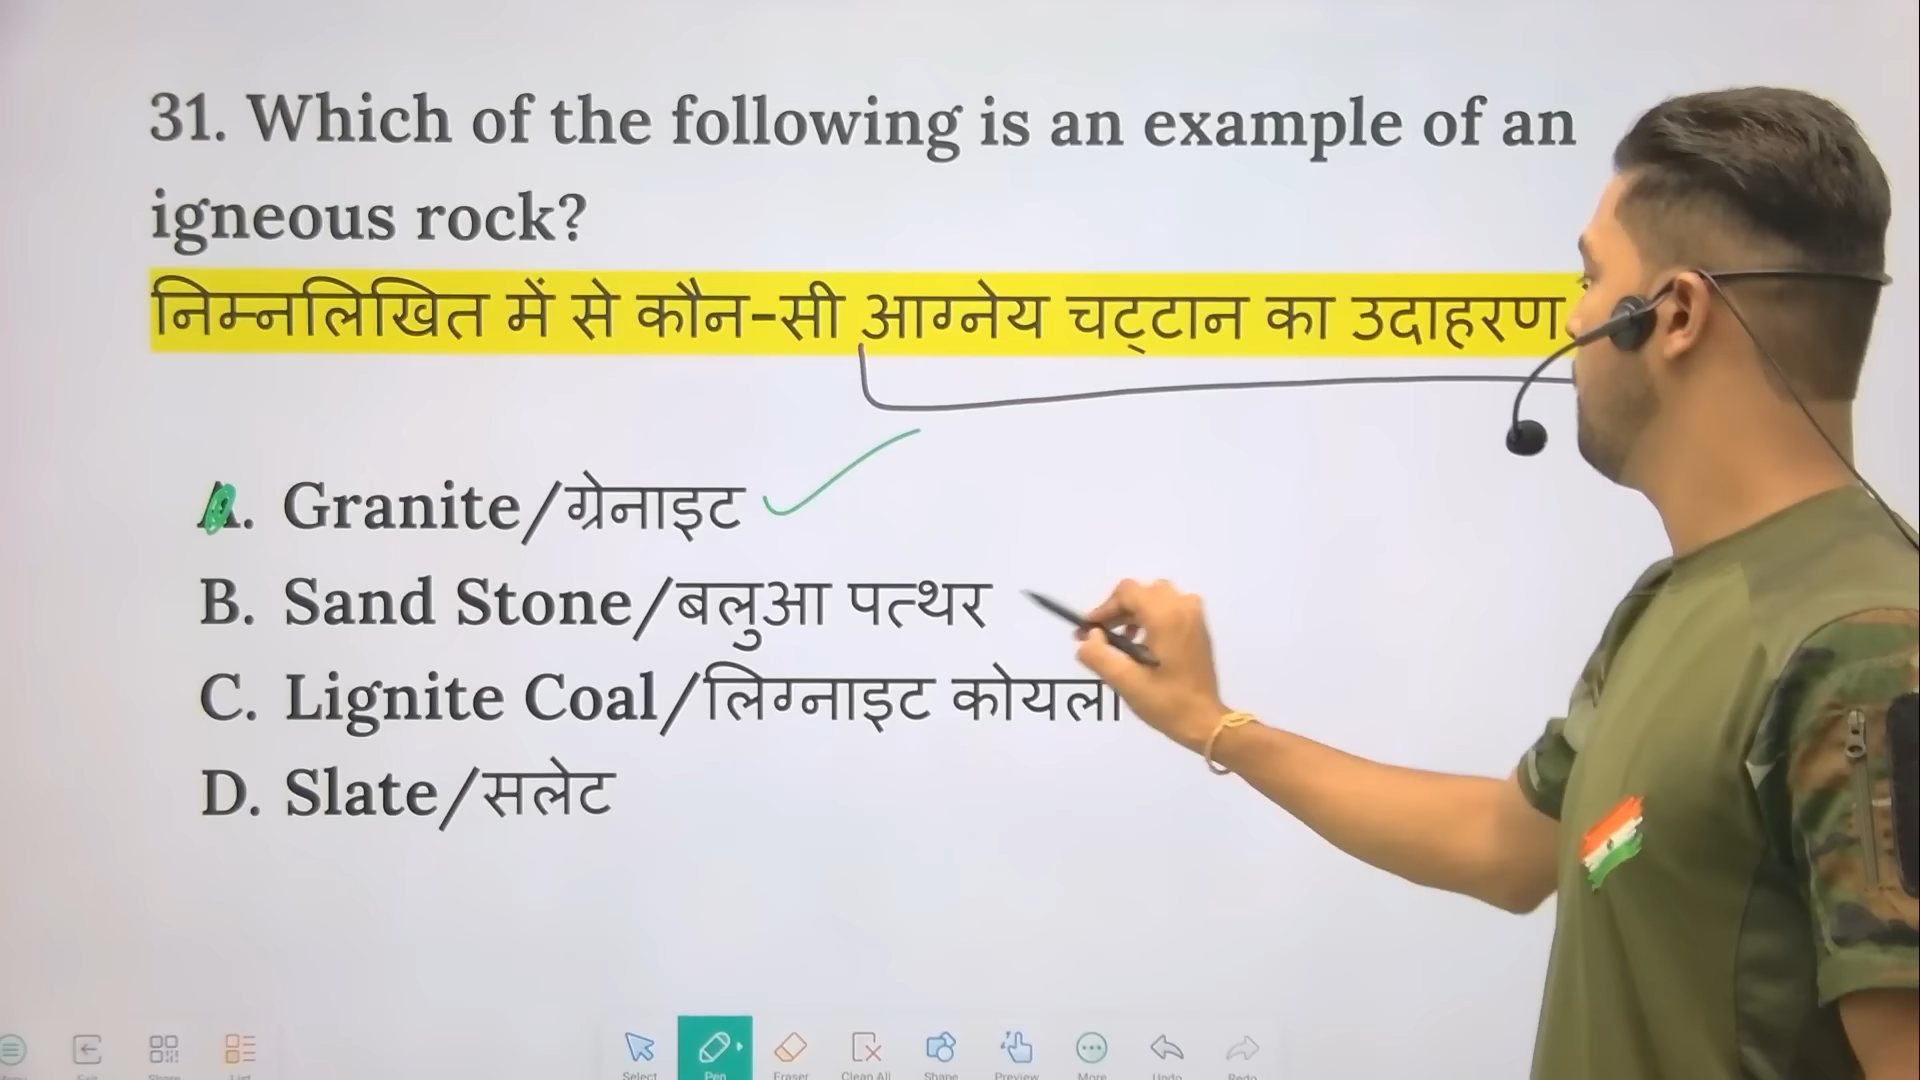 31. Which of the following is an example of an
igneous rock?
निम्नलिखित में से कौन-सी आग्नेय चट्टान का उदाहरण
A. Granite/ग्रेनाइट
B. Sand Stone/बलुआ पत्थर
C. Lignite Coal/लिग्नाइट कोयला
D. Slate/सलेट
Select Pen Eraser Clean All Shape Preview More Undo Redo